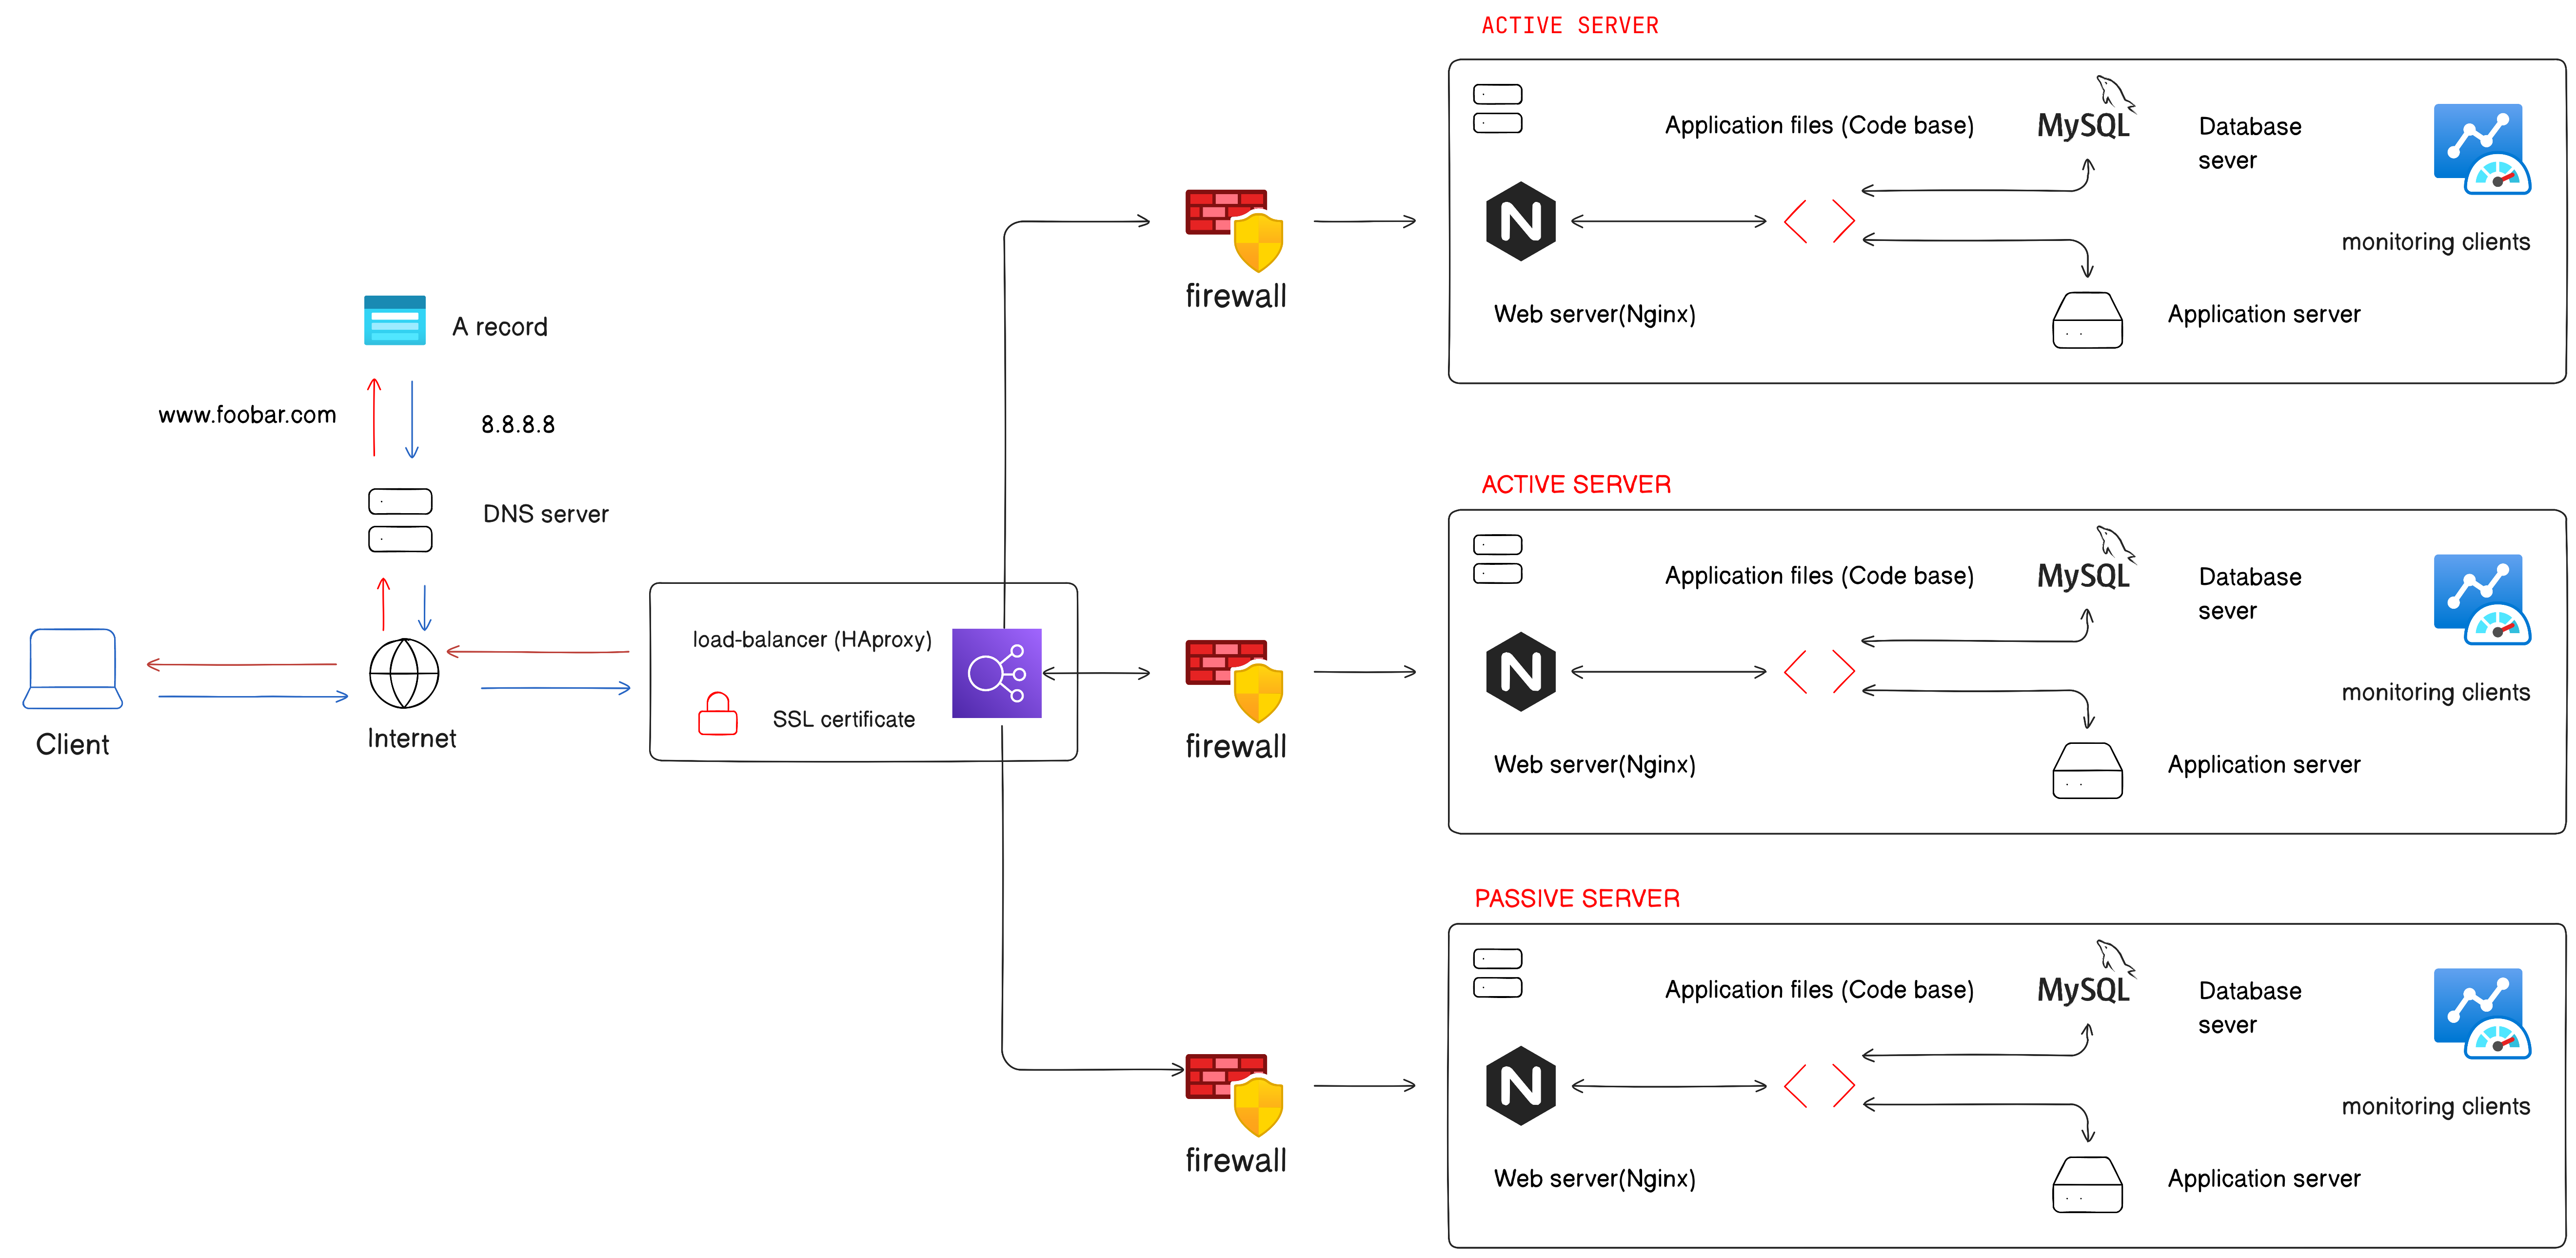 ACTIVE SERVER
Application files (Code base)
MySQL
Database
sever
monitoring clients
Web server(Nginx)
Application server
firewall
A record
www.foobar.com
8.8.8.8
DNS server
Client
Internet
load-balancer (HAproxy)
SSL certificate
ACTIVE SERVER
Application files (Code base)
MySQL
Database
sever
monitoring clients
Web server(Nginx)
Application server
firewall
PASSIVE SERVER
Application files (Code base)
MySQL
Database
sever
monitoring clients
Web server(Nginx)
Application server
firewall